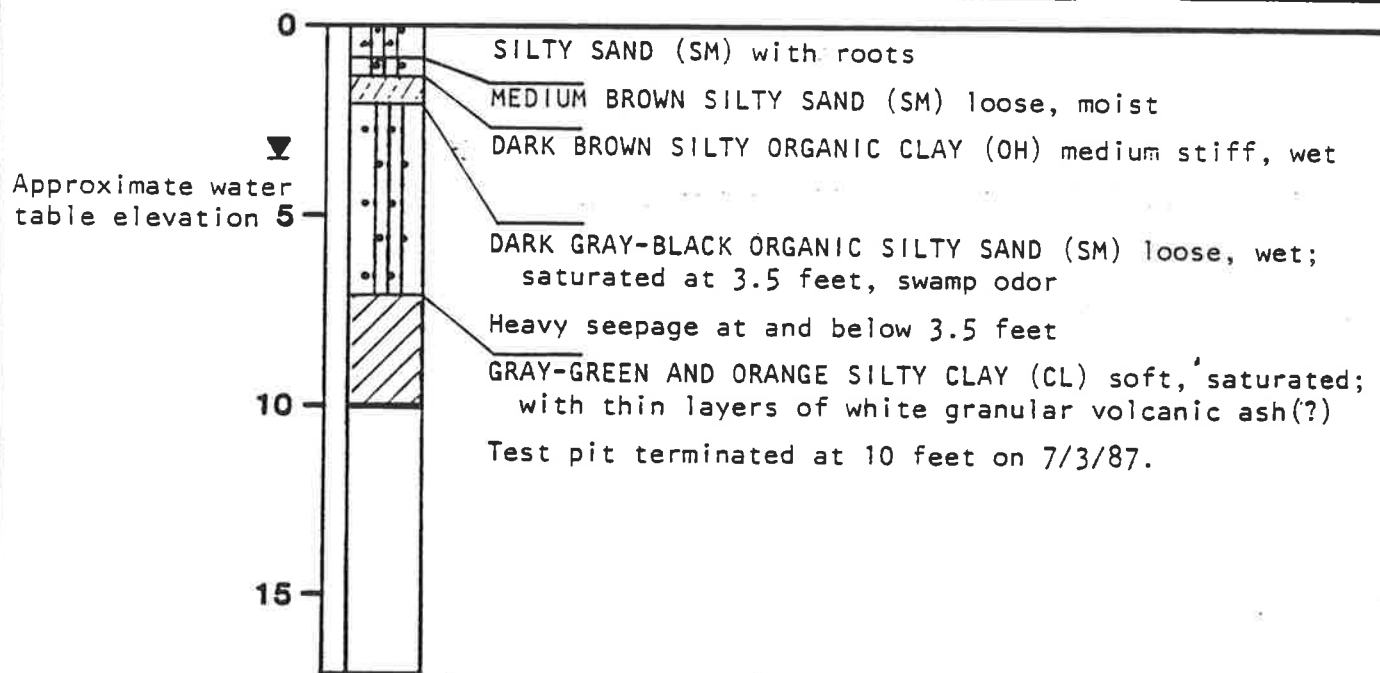 0
SILTY SAND (SM) with roots
MEDIUM BROWN SILTY SAND (SM) loose, moist
DARK BROWN SILTY ORGANIC CLAY (OH) medium stiff, wet
Approximate water
table elevation 5
DARK GRAY-BLACK ORGANIC SILTY SAND (SM) loose, wet;
saturated at 3.5 feet, swamp odor
Heavy seepage at and below 3.5 feet
GRAY-GREEN AND ORANGE SILTY CLAY (CL) soft, saturated;
10
with thin layers of white granular volcanic ash(?)
Test pit terminated at 10 feet on 7/3/87.
15